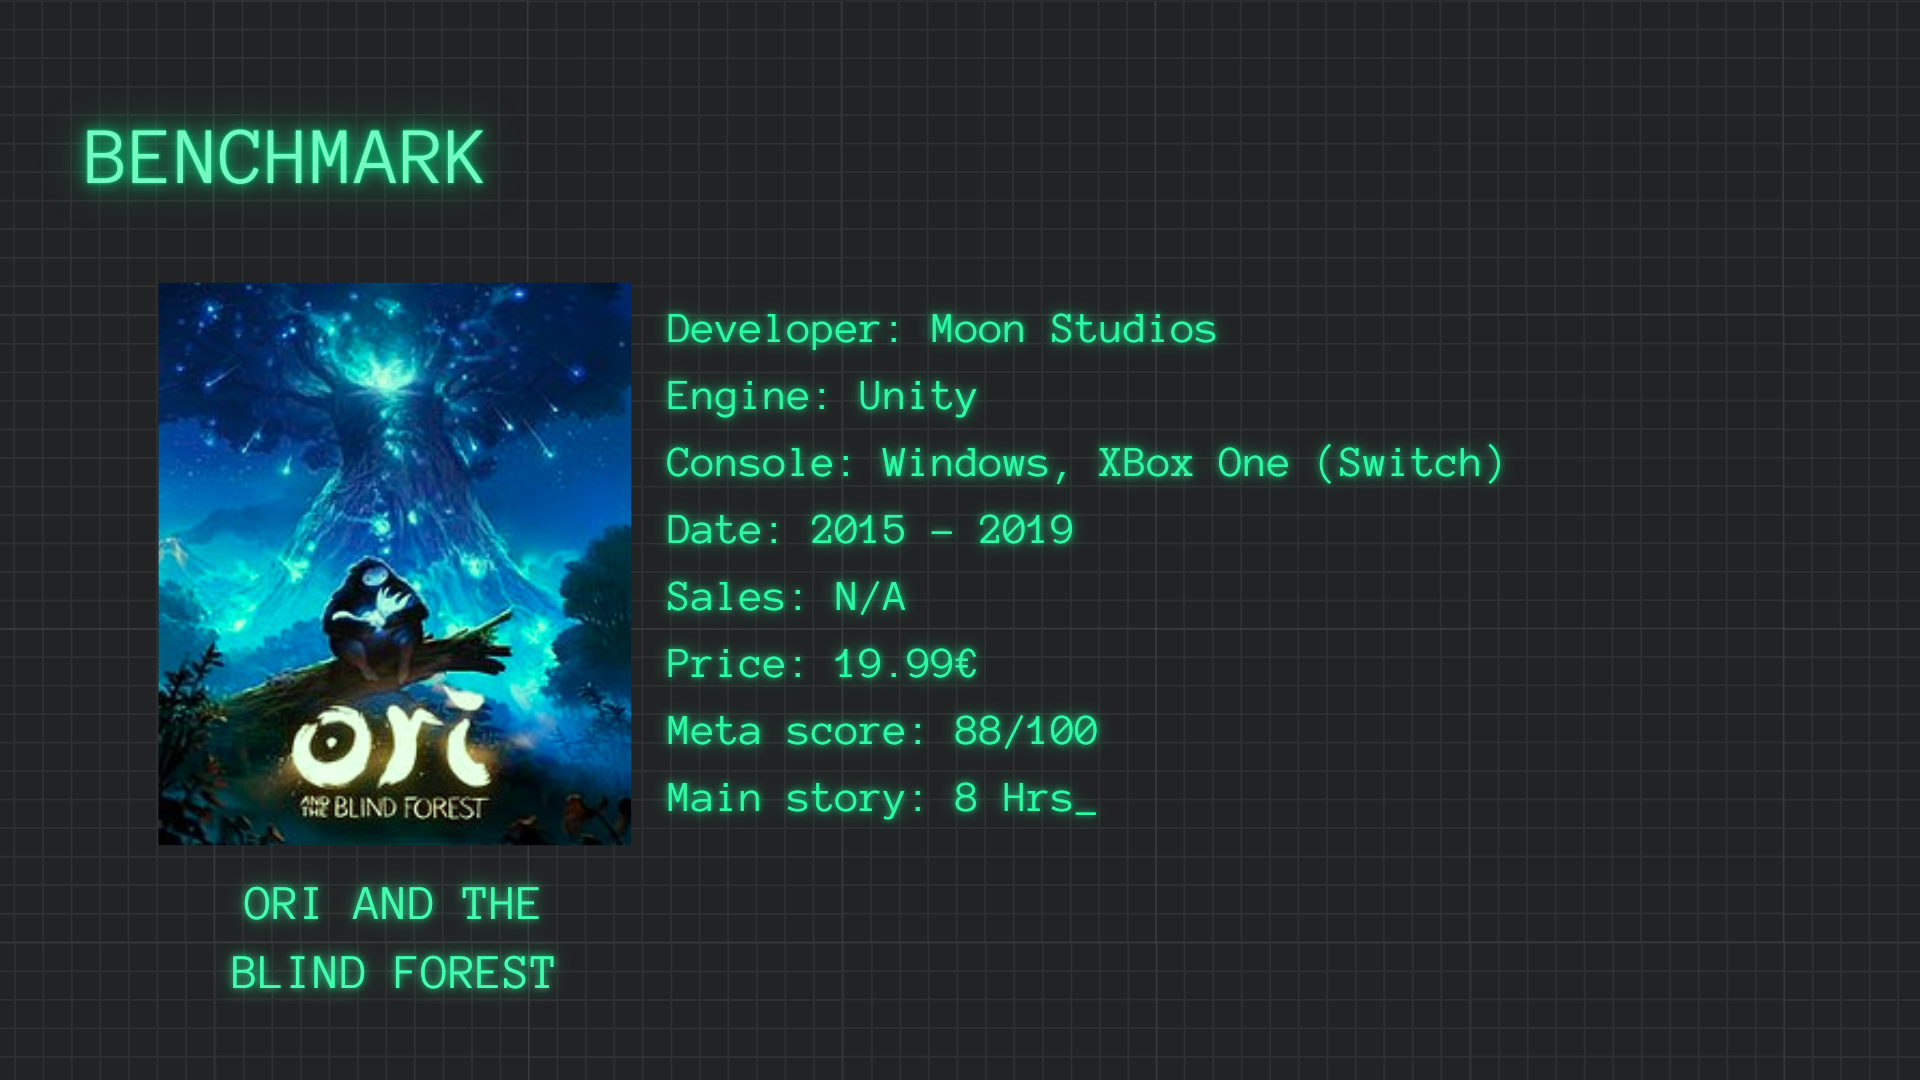 BENCHMARK
Developer: Moon Studios
Engine: Unity
Console: Windows, XBox One (Switch)
Date: 2015 - 2019
Sales: N/A
Price: 19.99€
Meta score: 88/100
Main story: 8 Hrs_
ori
AND THE BLIND FOREST
ORI AND THE
BLIND FOREST